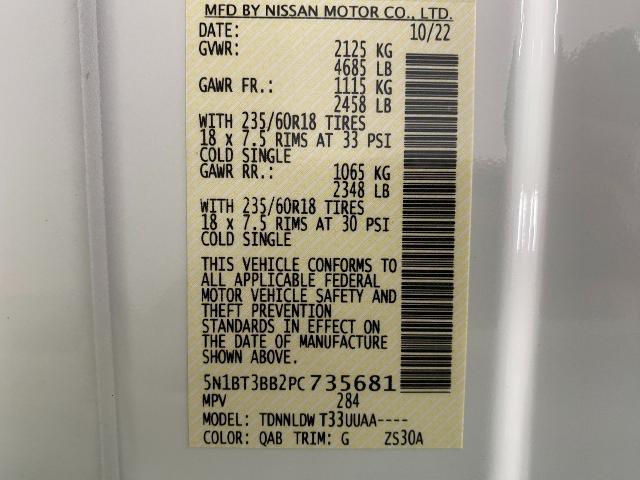 MFD BY NISSAN MOTOR CO., LTD.
DATE: 10/22
GVWR: 2125 KG
4685 LB
GAWR FR.: 1115 KG
2458 LB
WITH 235/60R18 TIRES
18 x 7.5 RIMS AT 33 PSI
COLD SINGLE
GAWR RR.: 1065 KG
2348 LB
WITH 235/60R18 TIRES
18 x 7.5 RIMS AT 30 PSI
COLD SINGLE
THIS VEHICLE CONFORMS TO
ALL APPLICABLE FEDERAL
MOTOR VEHICLE SAFETY AND
THEFT PREVENTION
STANDARDS IN EFFECT ON
THE DATE OF MANUFACTURE
SHOWN ABOVE.
5N1BT3BB2PC735681
MPV 284
MODEL: TDNNLDW T33UUAA----
COLOR: QAB TRIM: G ZS30A